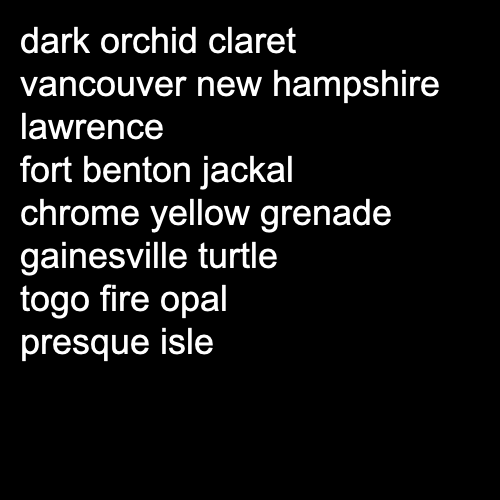 dark orchid claret
vancouver new hampshire
lawrence
fort benton jackal
chrome yellow grenade
gainesville turtle
togo fire opal
presque isle